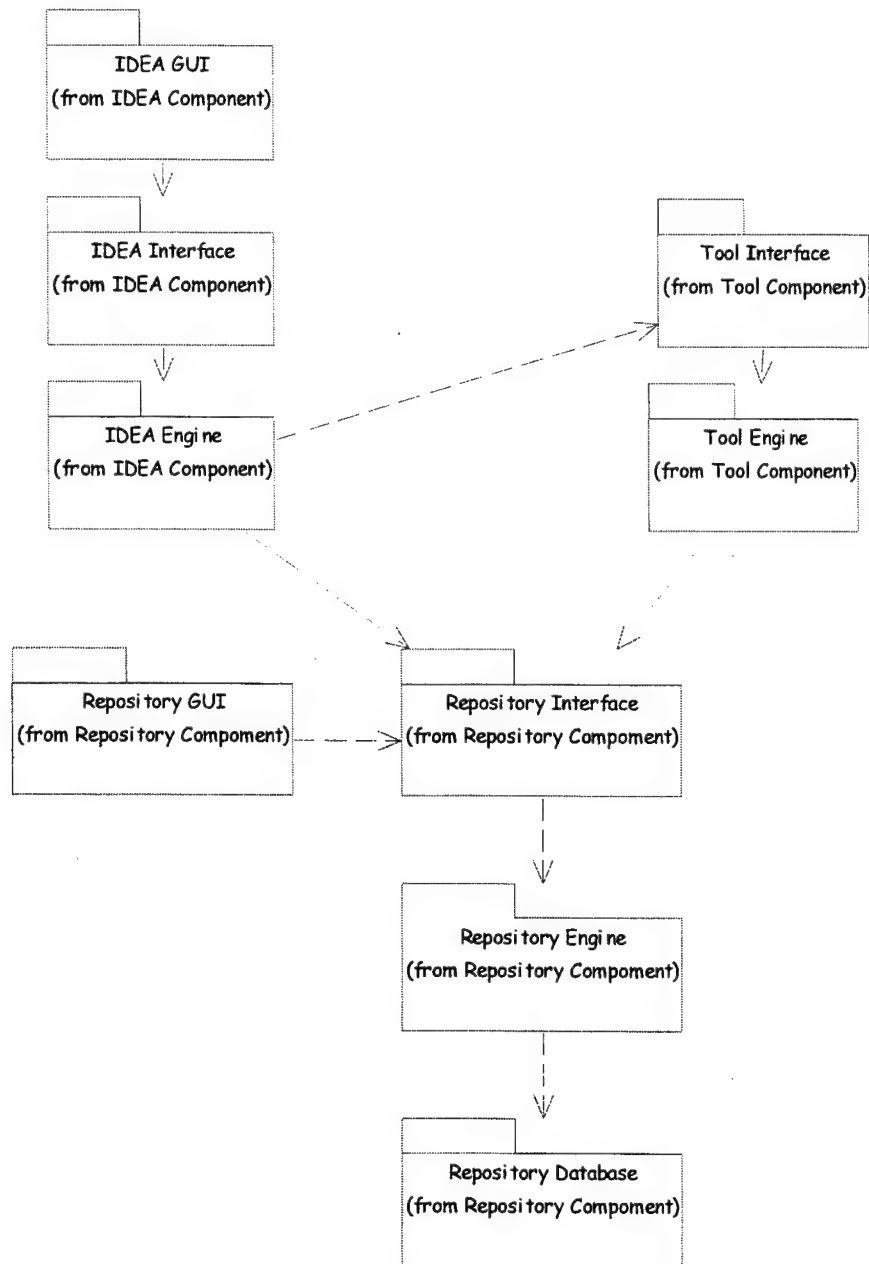 IDEA GUI
(from IDEA Component)
IDEA Interface
(from IDEA Component)
Tool Interface
(from Tool Component)
IDEA Engine
(from IDEA Component)
Tool Engine
(from Tool Component)
Repository GUI
(from Repository Compoment)
Repository Interface
(from Repository Compoment)
Repository Engine
(from Repository Compoment)
Repository Database
(from Repository Compoment)